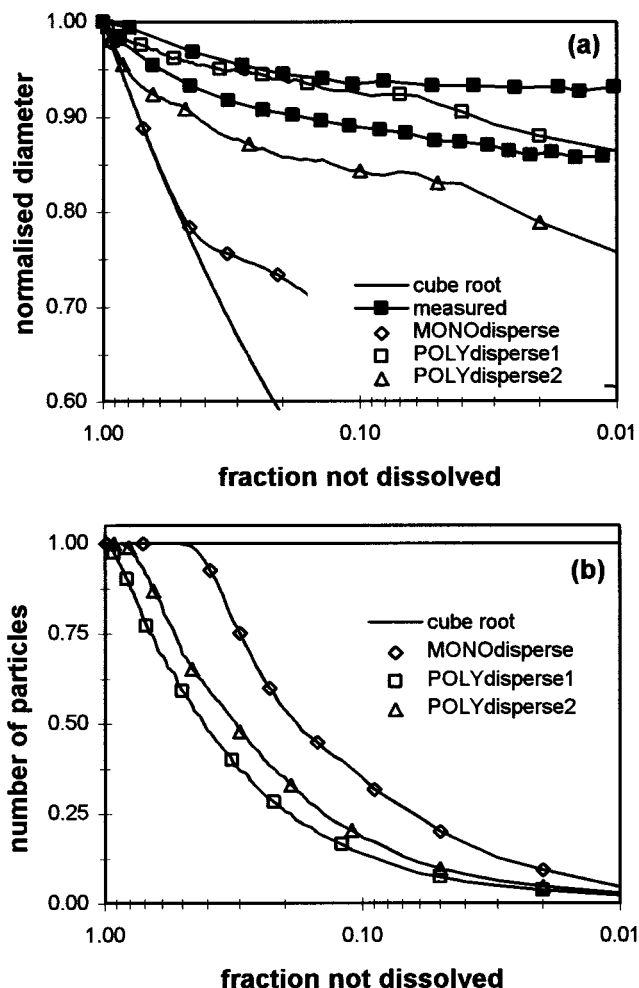 (a)
1.00
0.90
0.80
0.70
0.60
normalised diameter
cube root
measured
MONOdisperse
POLYdisperse1
POLYdisperse2
1.00
0.10
0.01
fraction not dissolved
(b)
1.00
0.75
0.50
0.25
0.00
number of particles
cube root
MONOdisperse
POLYdisperse1
POLYdisperse2
1.00
0.10
0.01
fraction not dissolved